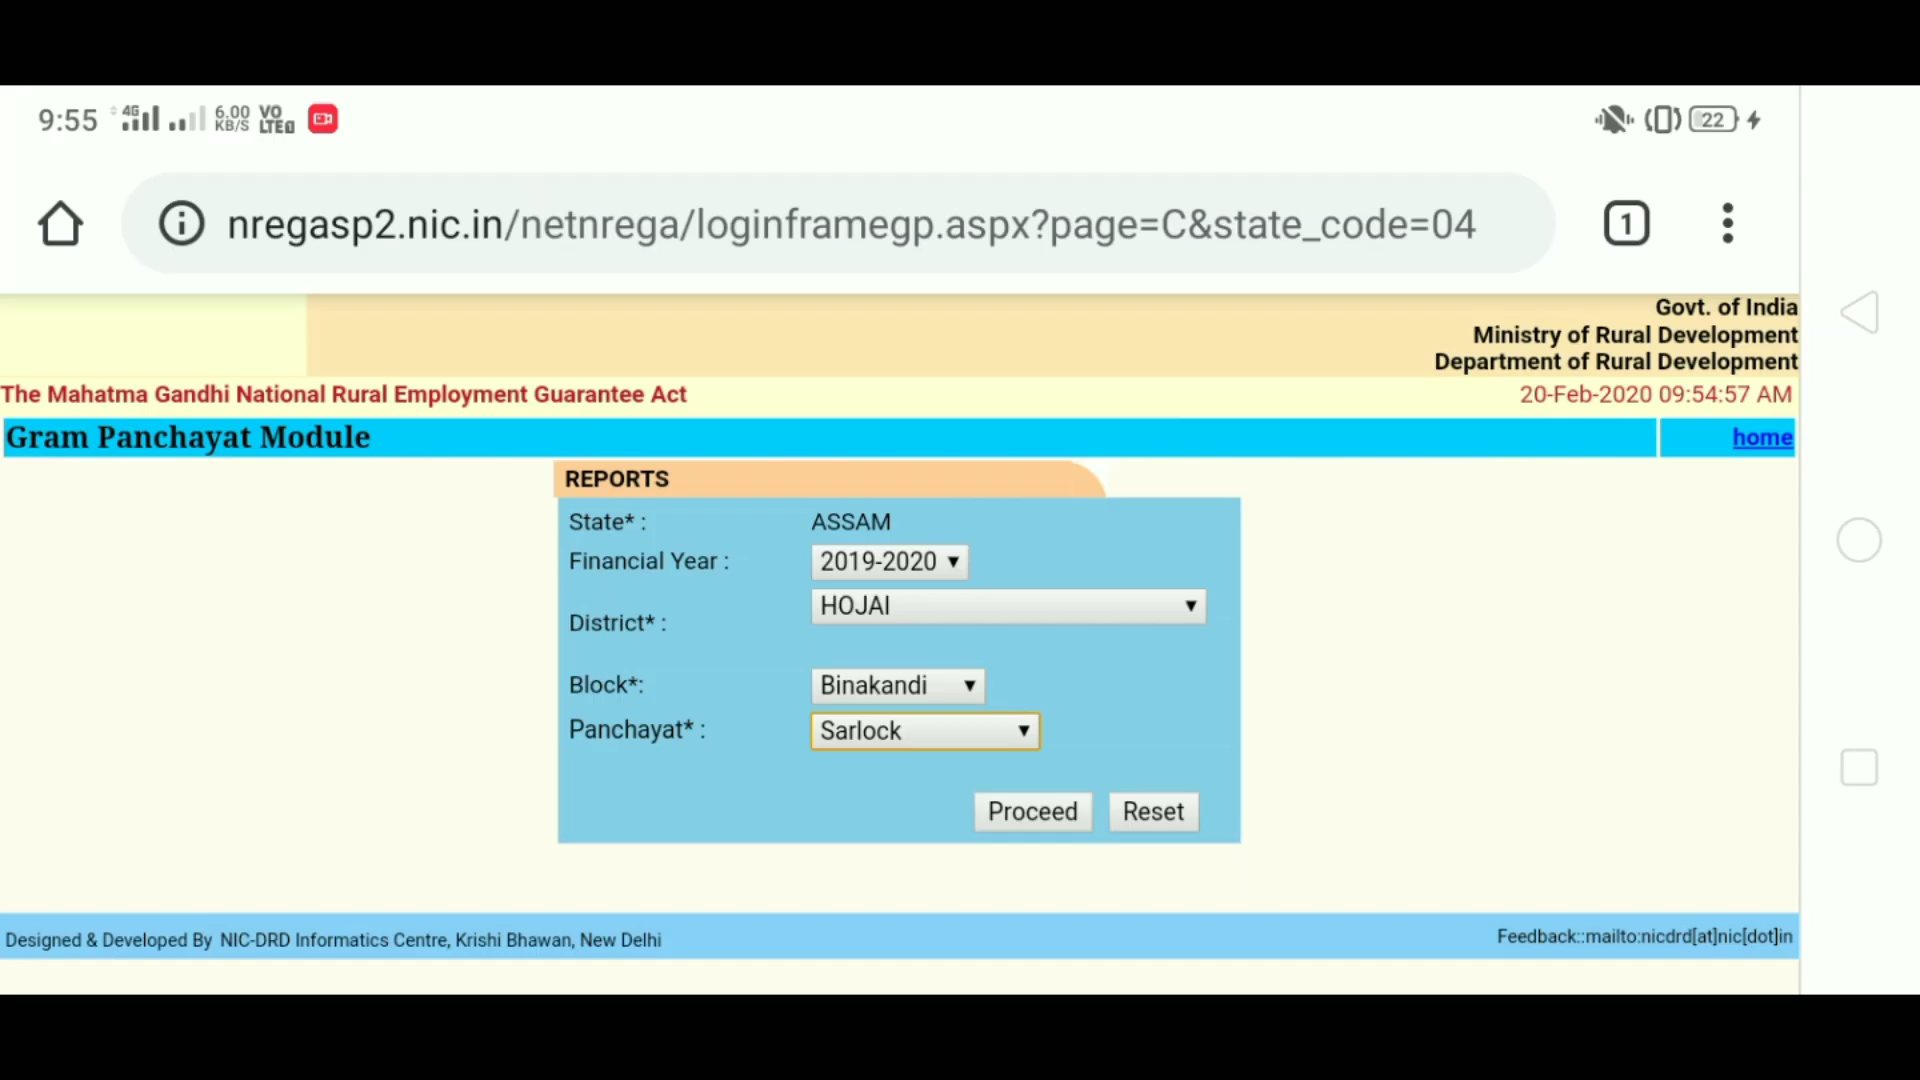 9:55 4G 6.00 KB/S VO LTE 22
nregasp2.nic.in/netnrega/loginframegp.aspx?page=C&state_code=04 1
Govt. of India
Ministry of Rural Development
Department of Rural Development
The Mahatma Gandhi National Rural Employment Guarantee Act 20-Feb-2020 09:54:57 AM
Gram Panchayat Module home
REPORTS
State* : ASSAM
Financial Year : 2019-2020
District* : HOJAI
Block*: Binakandi
Panchayat* : Sarlock
Proceed Reset
Designed & Developed By NIC-DRD Informatics Centre, Krishi Bhawan, New Delhi Feedback::mailto:nicdrd[at]nic[dot]in